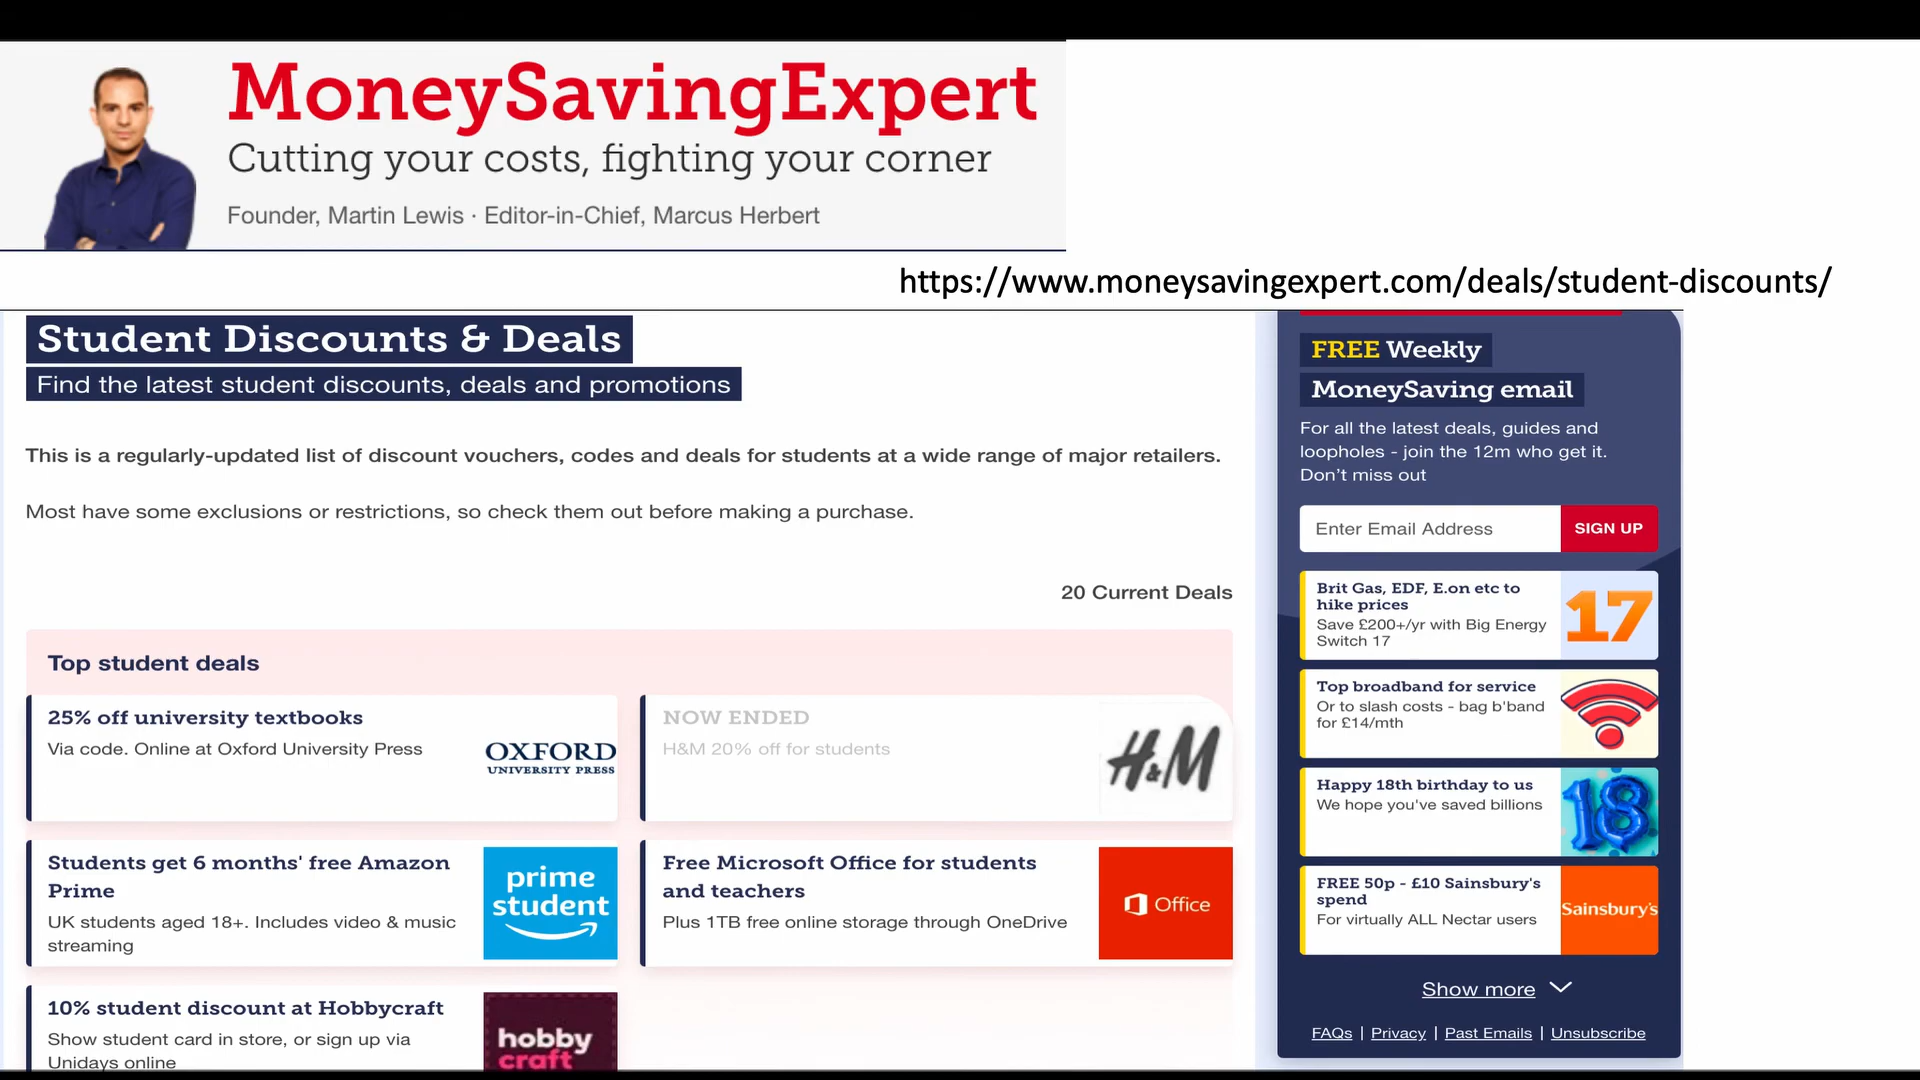 MoneySavingExpert
Cutting your costs, fighting your corner
Founder, Martin Lewis · Editor-in-Chief, Marcus Herbert
https://www.moneysavingexpert.com/deals/student-discounts/
Student Discounts & Deals
Find the latest student discounts, deals and promotions
This is a regularly-updated list of discount vouchers, codes and deals for students at a wide range of major retailers.
Most have some exclusions or restrictions, so check them out before making a purchase.
20 Current Deals
Top student deals
25% off university textbooks
Via code. Online at Oxford University Press
OXFORD
UNIVERSITY PRESS
NOW ENDED
H&M 20% off for students
H&M
Students get 6 months' free Amazon
Prime
UK students aged 18+. Includes video & music
streaming
prime
student
Free Microsoft Office for students
and teachers
Plus 1TB free online storage through OneDrive
Office
10% student discount at Hobbycraft
Show student card in store, or sign up via
Unidays online
hobby
craft
FREE Weekly
MoneySaving email
For all the latest deals, guides and
loopholes - join the 12m who get it.
Don't miss out
Enter Email Address
SIGN UP
Brit Gas, EDF, E.on etc to
hike prices
Save £200+/yr with Big Energy
Switch 17
17
Top broadband for service
Or to slash costs - bag b'band
for £14/mth
Happy 18th birthday to us
We hope you've saved billions
18
FREE 50p - £10 Sainsbury's
spend
For virtually ALL Nectar users
Sainsbury's
Show more
FAQs | Privacy | Past Emails | Unsubscribe